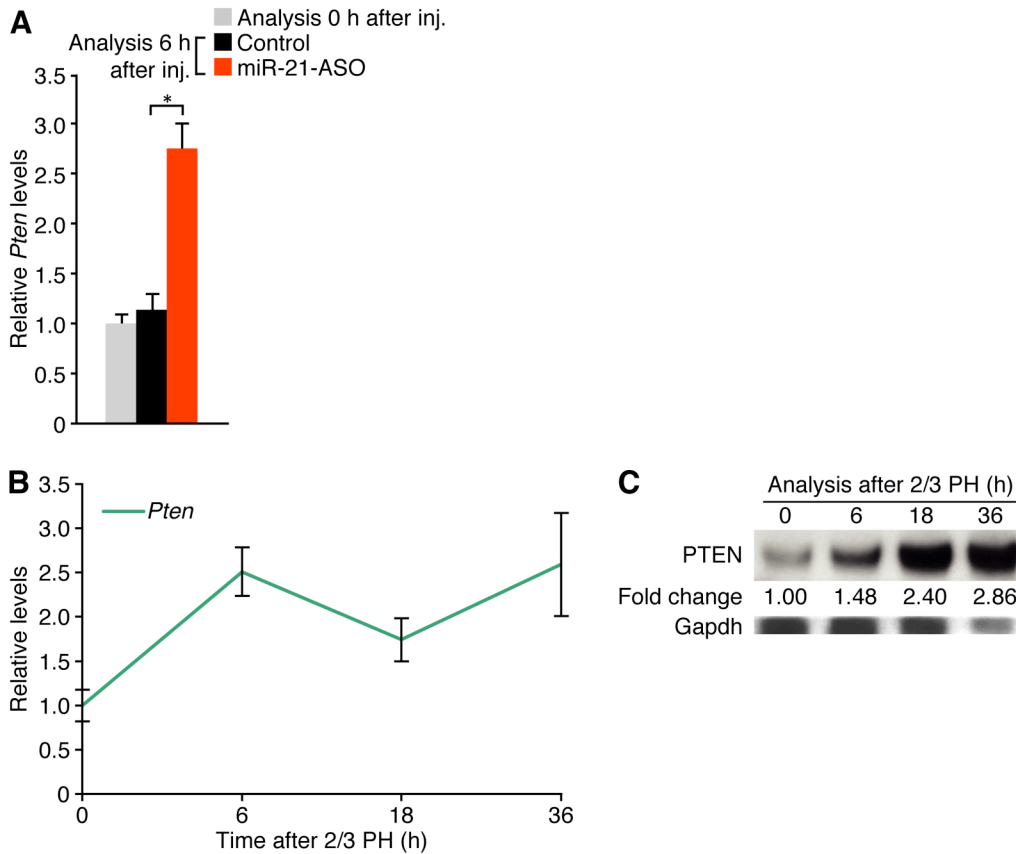 A
Analysis 0 h after inj.
Analysis 6 h after inj.
Control
miR-21-ASO
Relative Pten levels
3.5
3.0
2.5
2.0
1.5
1.0
0.5
0
*
B
Relative levels
3.5
3.0
2.5
2.0
1.5
1.0
0.5
0
Pten
0 6 18 36
Time after 2/3 PH (h)
C
Analysis after 2/3 PH (h)
0 6 18 36
PTEN
Fold change 1.00 1.48 2.40 2.86
Gapdh